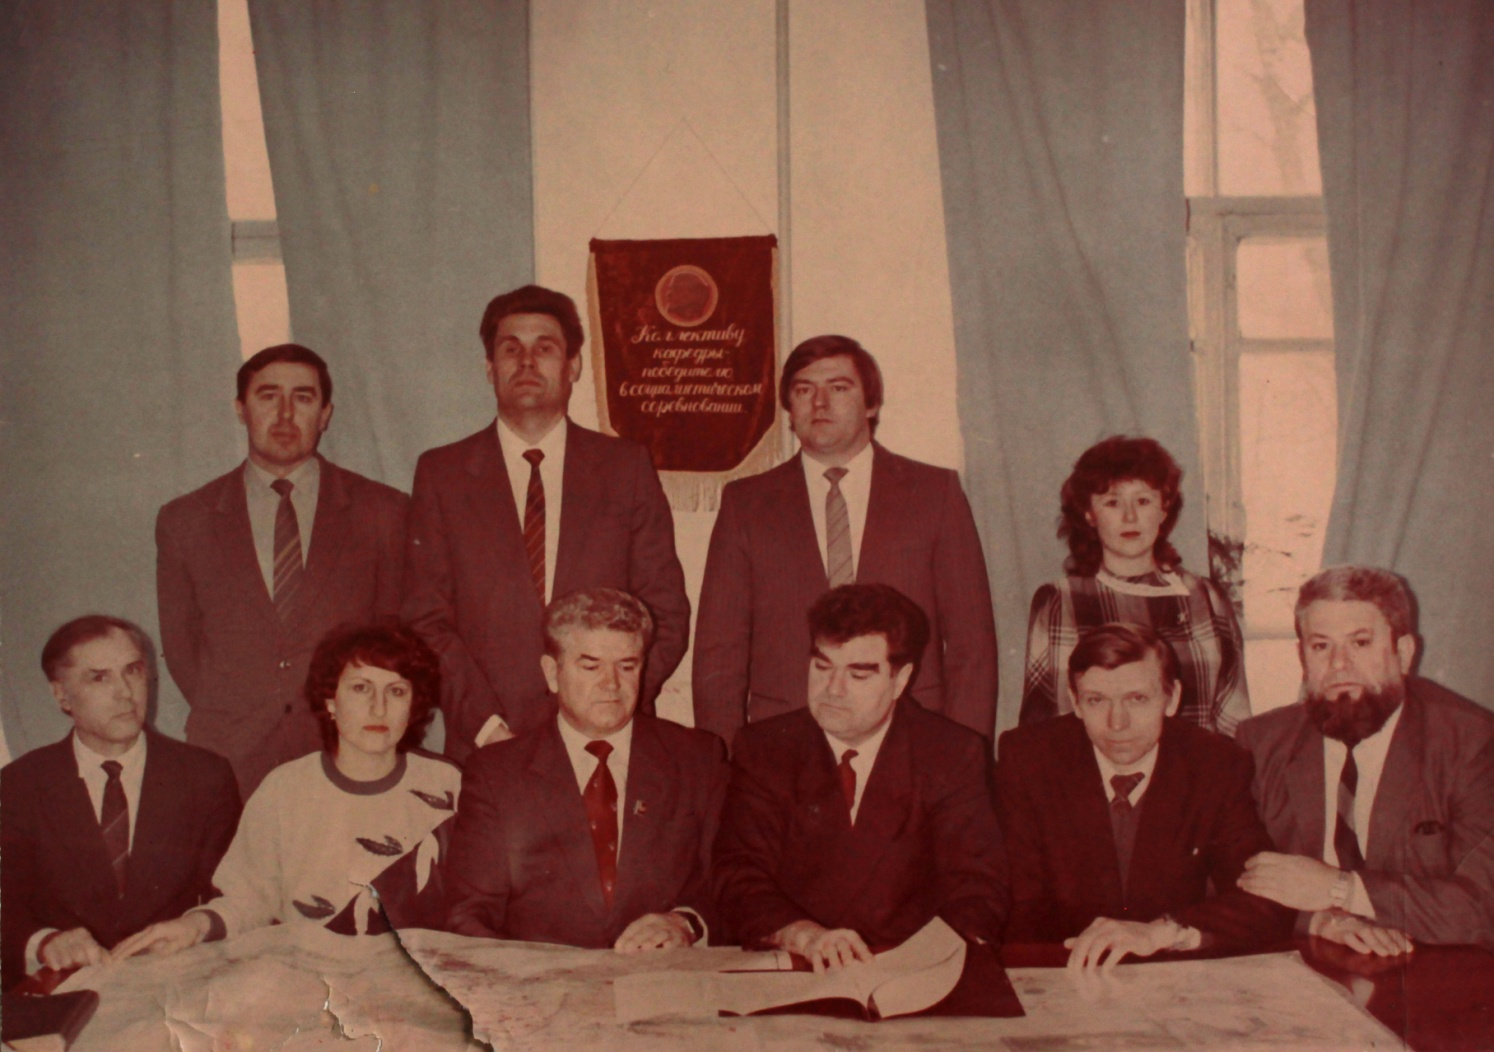 Коллективу
кафедры-
победителю
в социалистическом
соревновании